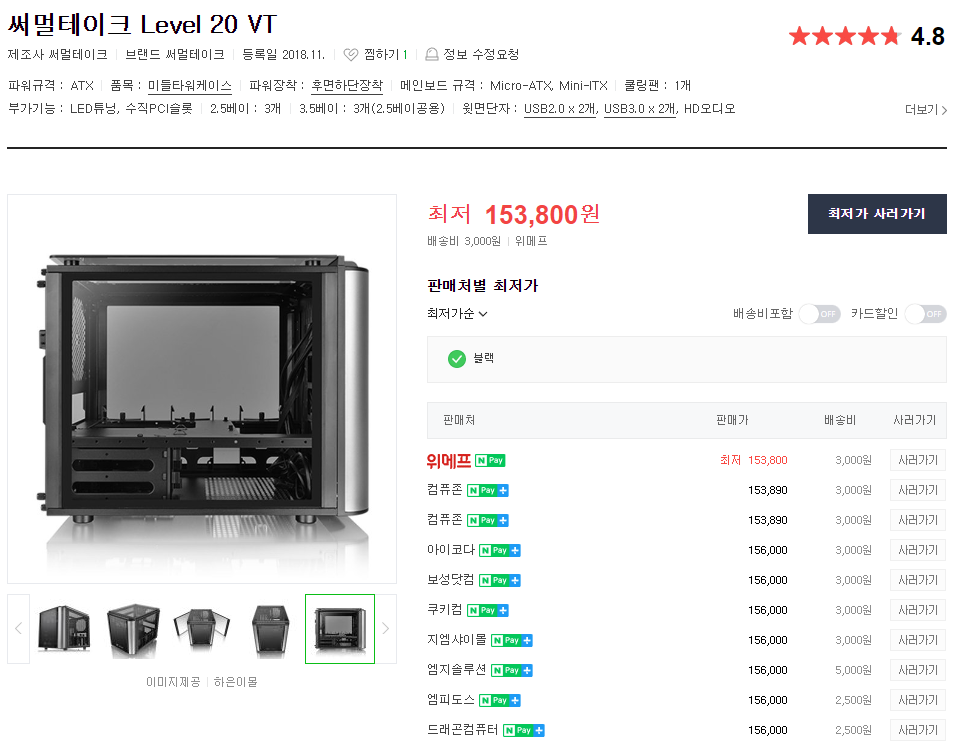 써멀테이크 Level 20 VT
4.8
제조사 써멀테이크 브랜드 써멀테이크 등록일 2018.11. 찜하기 1 정보 수정요청
파워규격 : ATX 품목 : 미들타워케이스 파워장착 : 후면하단장착 메인보드 규격 : Micro-ATX, Mini-ITX 쿨링팬 : 1개
부가기능 : LED튜닝, 수직PCI슬롯 2.5베이 : 3개 3.5베이 : 3개(2.5베이공용) 윗면단자 : USB2.0 x 2개, USB3.0 x 2개, HD오디오
더보기
최저 153,800원
최저가 사러가기
배송비 3,000원 위메프
판매처별 최저가
최저가순 배송비포함 OFF 카드할인 OFF
블랙
판매처 판매가 배송비 사러가기
위메프 N Pay 최저 153,800 3,000원 사러가기
컴퓨존 N Pay + 153,890 3,000원 사러가기
컴퓨존 N Pay + 153,890 3,000원 사러가기
아이코다 N Pay + 156,000 3,000원 사러가기
보성닷컴 N Pay + 156,000 3,000원 사러가기
쿠키컴 N Pay + 156,000 3,000원 사러가기
지엠샤이몰 N Pay + 156,000 3,000원 사러가기
엠지솔루션 N Pay + 156,000 5,000원 사러가기
엠피도스 N Pay + 156,000 2,500원 사러가기
드래곤컴퓨터 N Pay + 156,000 2,500원 사러가기
이미지제공 하은이몰